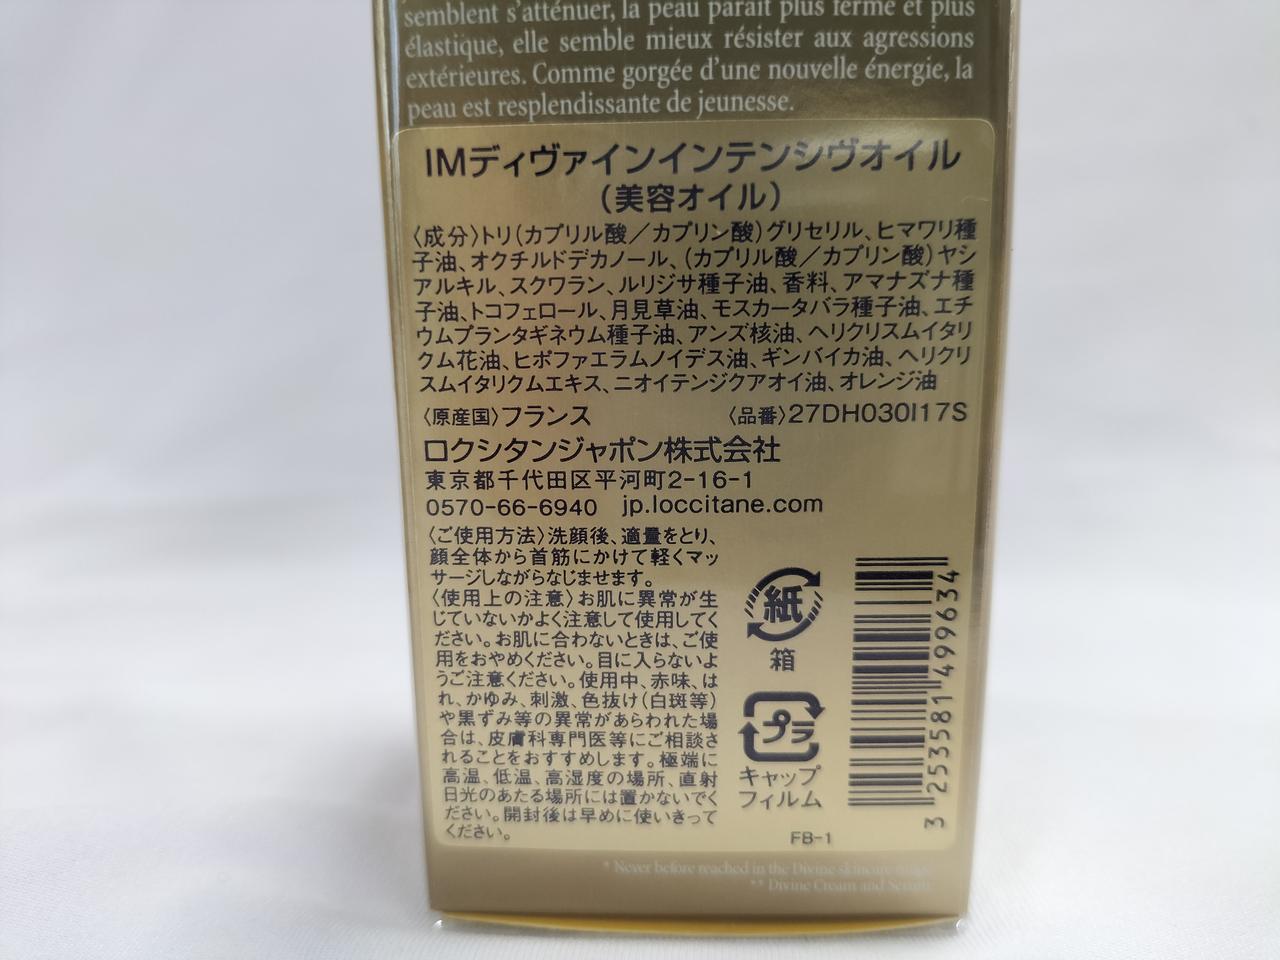 semblent s'atténuer, la peau paraît plus ferme et plus
élastique, elle semble mieux résister aux agressions
extérieures. Comme gorgée d'une nouvelle énergie, la
peau est resplendissante de jeunesse.
IMディヴァインインテンシヴオイル
（美容オイル）
〈成分〉トリ（カプリル酸／カプリン酸）グリセリル、ヒマワリ種
子油、オクチルドデカノール、（カプリル酸／カプリン酸）ヤシ
アルキル、スクワラン、ルリジサ種子油、香料、アマナズナ種
子油、トコフェロール、月見草油、モスカータバラ種子油、エチ
ウムプランタギネウム種子油、アンズ核油、ヘリクリスムイタリ
クム花油、ヒポファエラムノイデス油、ギンバイカ油、ヘリクリ
スムイタリクムエキス、ニオイテンジクアオイ油、オレンジ油
〈原産国〉フランス 〈品番〉27DH030I17S
ロクシタンジャポン株式会社
東京都千代田区平河町2-16-1
0570-66-6940 jp.loccitane.com
〈ご使用方法〉洗顔後、適量をとり、
顔全体から首筋にかけて軽くマッ
サージしながらなじませます。
〈使用上の注意〉お肌に異常が生
じていないかよく注意して使用してく
ださい。お肌に合わないときは、ご使
用をおやめください。目に入らないよ
うご注意ください。使用中、赤味、は
れ、かゆみ、刺激、色抜け（白斑等）
や黒ずみ等の異常があらわれた場
合は、皮膚科専門医等にご相談さ
れることをおすすめします。極端に
高温、低温、高湿度の場所、直射
日光のあたる場所には置かないでく
ださい。開封後は早めに使いきって
ください。
紙
箱
プラ
キャップ
フィルム
FB-1
3 253581 499634
* Never before reached in the Divine skincare range
** Divine Cream and Serum